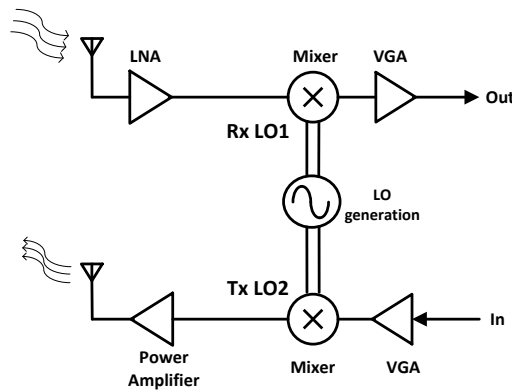 LNA
Mixer
VGA
Out
Rx LO1
LO
generation
Tx LO2
In
Power
Amplifier
Mixer
VGA